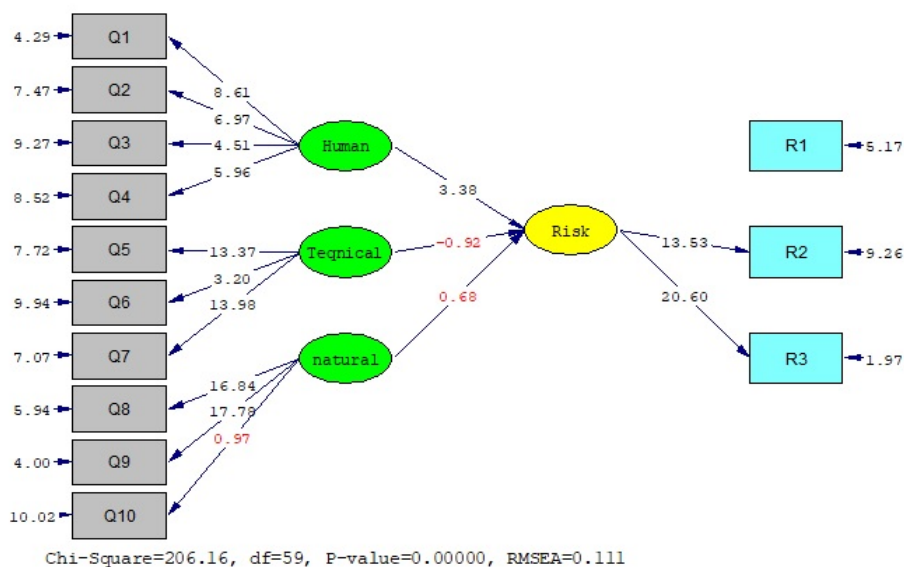 4.29 Q1
7.47 Q2
9.27 Q3
8.52 Q4
7.72 Q5
9.94 Q6
7.07 Q7
5.94 Q8
4.00 Q9
10.02 Q10
8.61
6.97
4.51
5.96
13.37
3.20
13.98
16.84
17.78
0.97
Human
Teqnical
natural
3.38
-0.92
0.68
Risk
13.53
20.60
R1 5.17
R2 9.26
R3 1.97
Chi-Square=206.16, df=59, P-value=0.00000, RMSEA=0.111